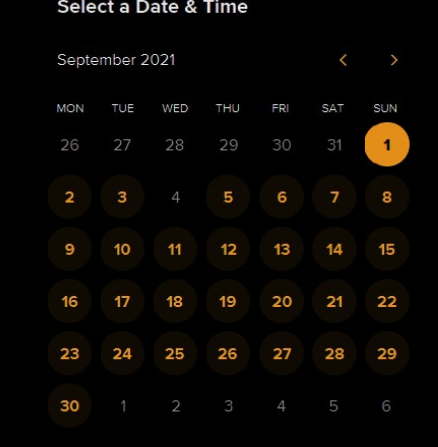 Select a Date & Time
September 2021
MON TUE WED THU FRI SAT SUN
26 27 28 29 30 31 1
2 3 4 5 6 7 8
9 10 11 12 13 14 15
16 17 18 19 20 21 22
23 24 25 26 27 28 29
30 1 2 3 4 5 6